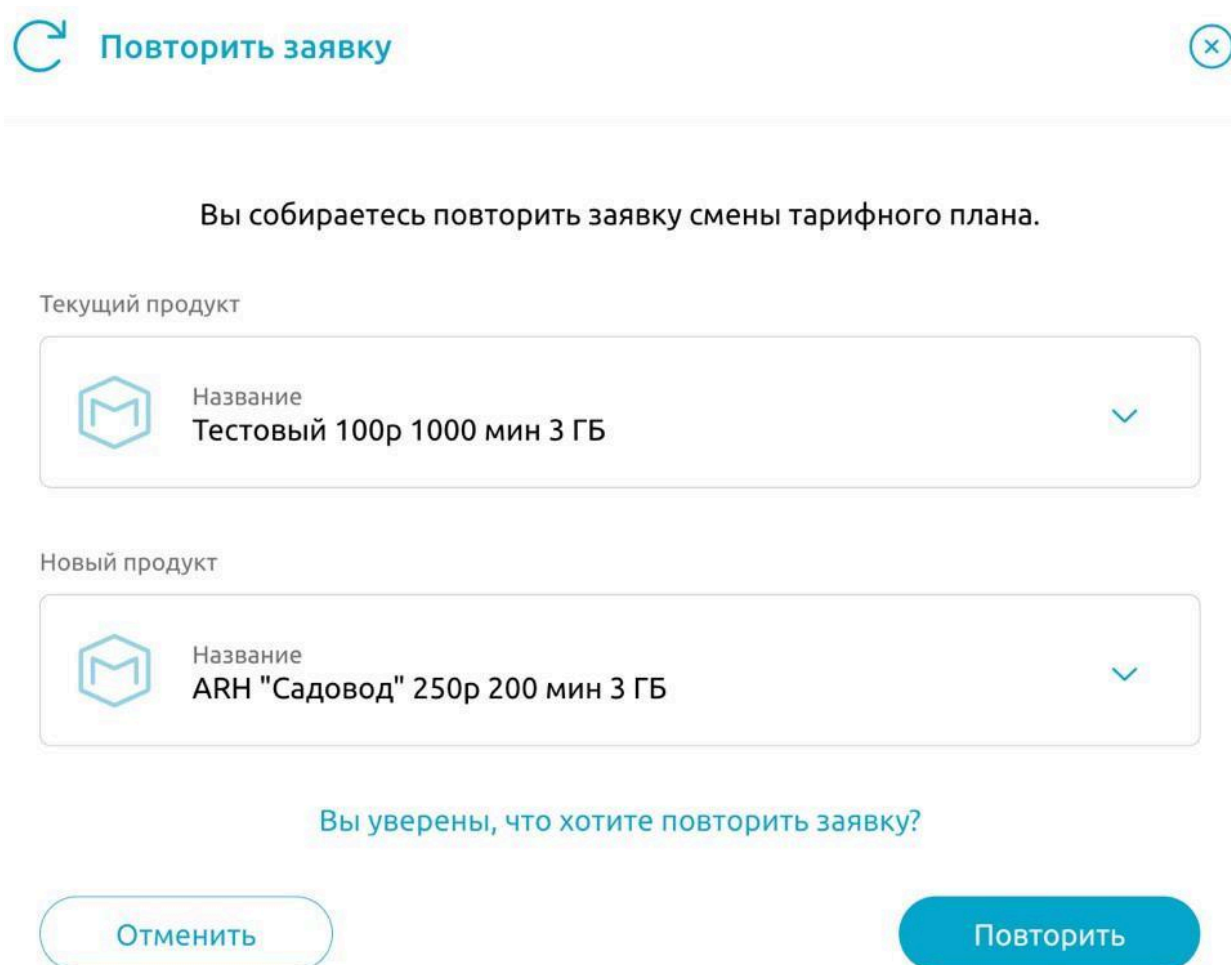 Повторить заявку
Вы собираетесь повторить заявку смены тарифного плана.
Текущий продукт
Название
Тестовый 100р 1000 мин 3 ГБ
Новый продукт
Название
ARH "Садовод" 250р 200 мин 3 ГБ
Вы уверены, что хотите повторить заявку?
Отменить
Повторить